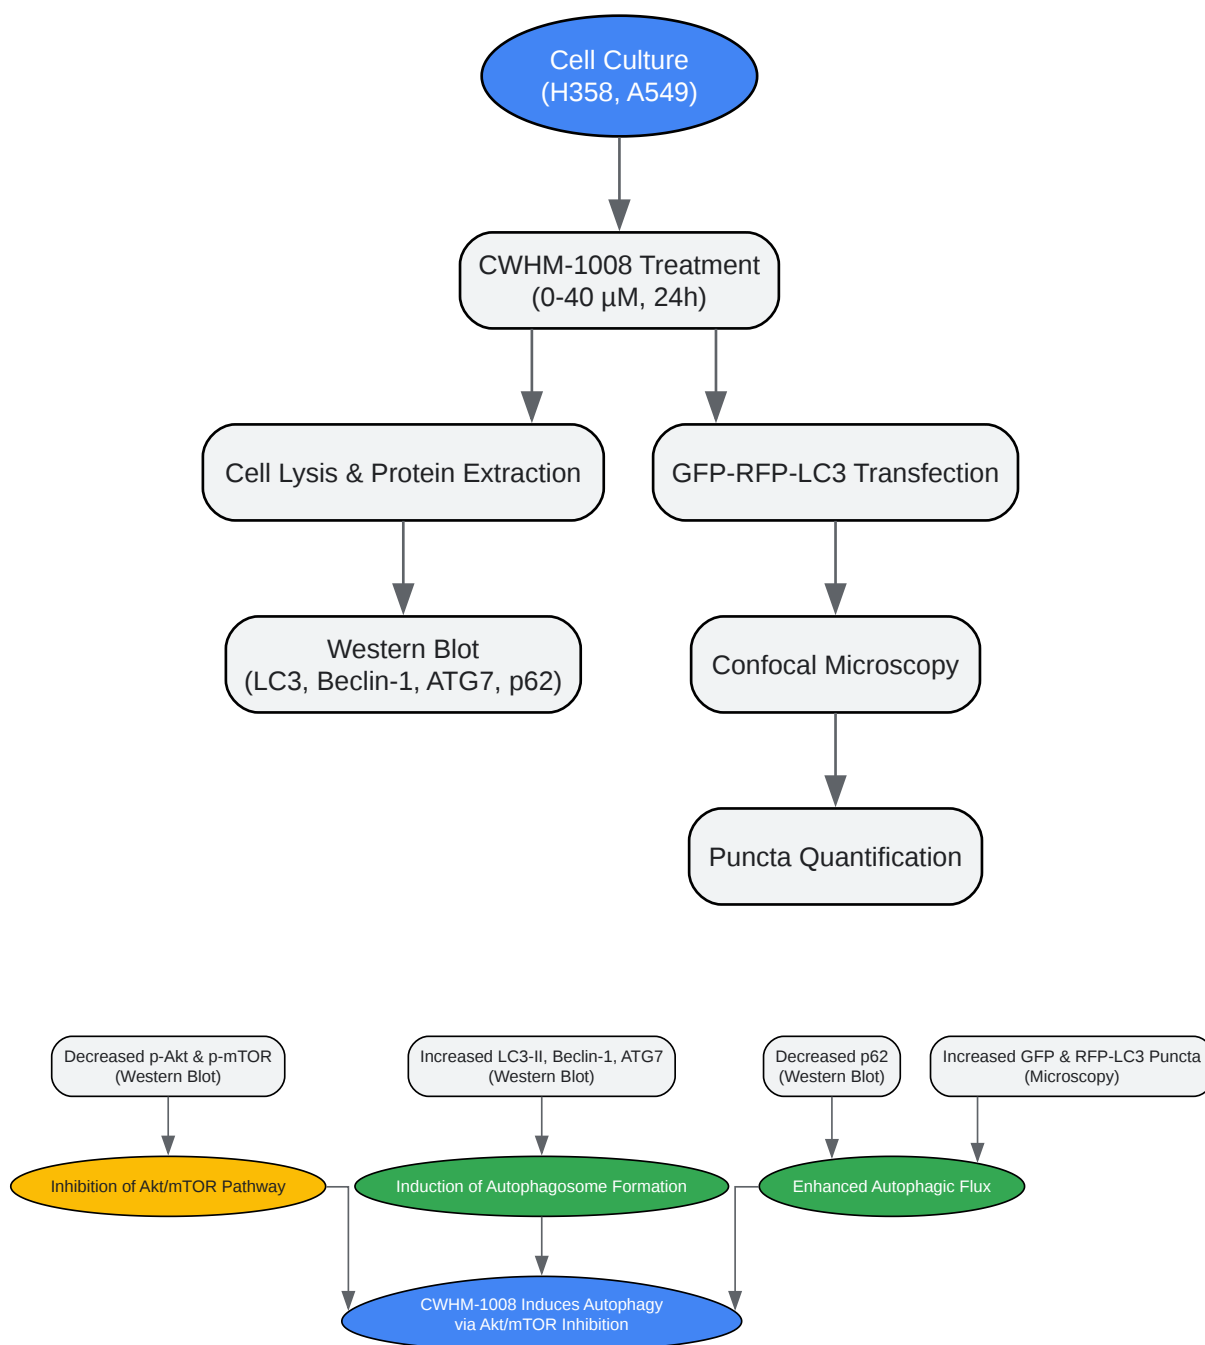 Cell Culture
(H358, A549)
CWHM-1008 Treatment
(0-40 µM, 24h)
Cell Lysis & Protein Extraction
GFP-RFP-LC3 Transfection
Western Blot
(LC3, Beclin-1, ATG7, p62)
Confocal Microscopy
Puncta Quantification
Decreased p-Akt & p-mTOR
(Western Blot)
Increased LC3-II, Beclin-1, ATG7
(Western Blot)
Decreased p62
(Western Blot)
Increased GFP & RFP-LC3 Puncta
(Microscopy)
Inhibition of Akt/mTOR Pathway
Induction of Autophagosome Formation
Enhanced Autophagic Flux
CWHM-1008 Induces Autophagy
via Akt/mTOR Inhibition